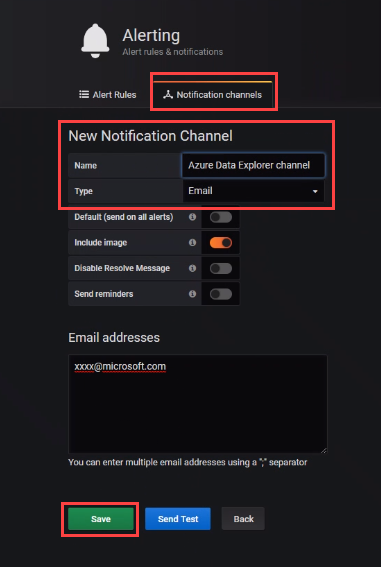 Alerting
Alert rules & notifications
Alert Rules
Notification channels
New Notification Channel
Name Azure Data Explorer channel
Type Email
Default (send on all alerts)
Include image
Disable Resolve Message
Send reminders
Email addresses
xxxx@microsoft.com
You can enter multiple email addresses using a ";" separator
Save Send Test Back